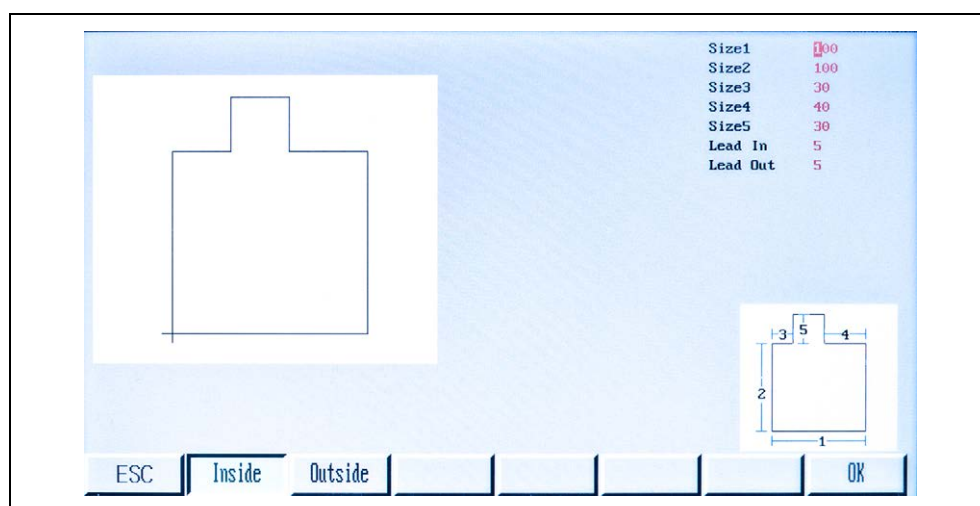 Size1 100
Size2 100
Size3 30
Size4 40
Size5 30
Lead In 5
Lead Out 5
3 5 4
2
1
ESC Inside Outside OK